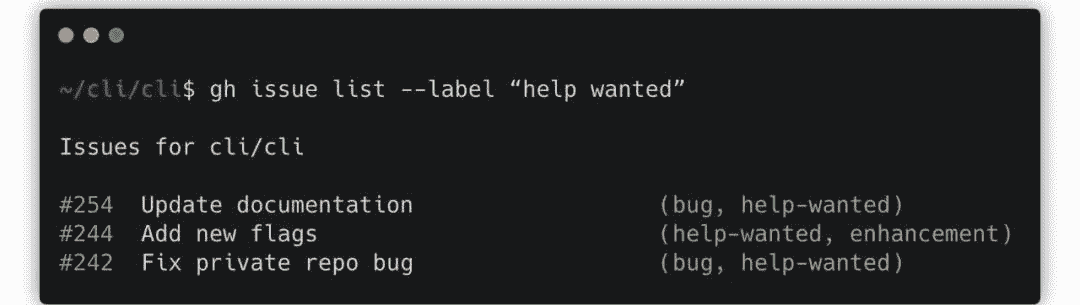 ~/cli/cli$ gh issue list --label “help wanted”
Issues for cli/cli
#254 Update documentation (bug, help-wanted)
#244 Add new flags (help-wanted, enhancement)
#242 Fix private repo bug (bug, help-wanted)